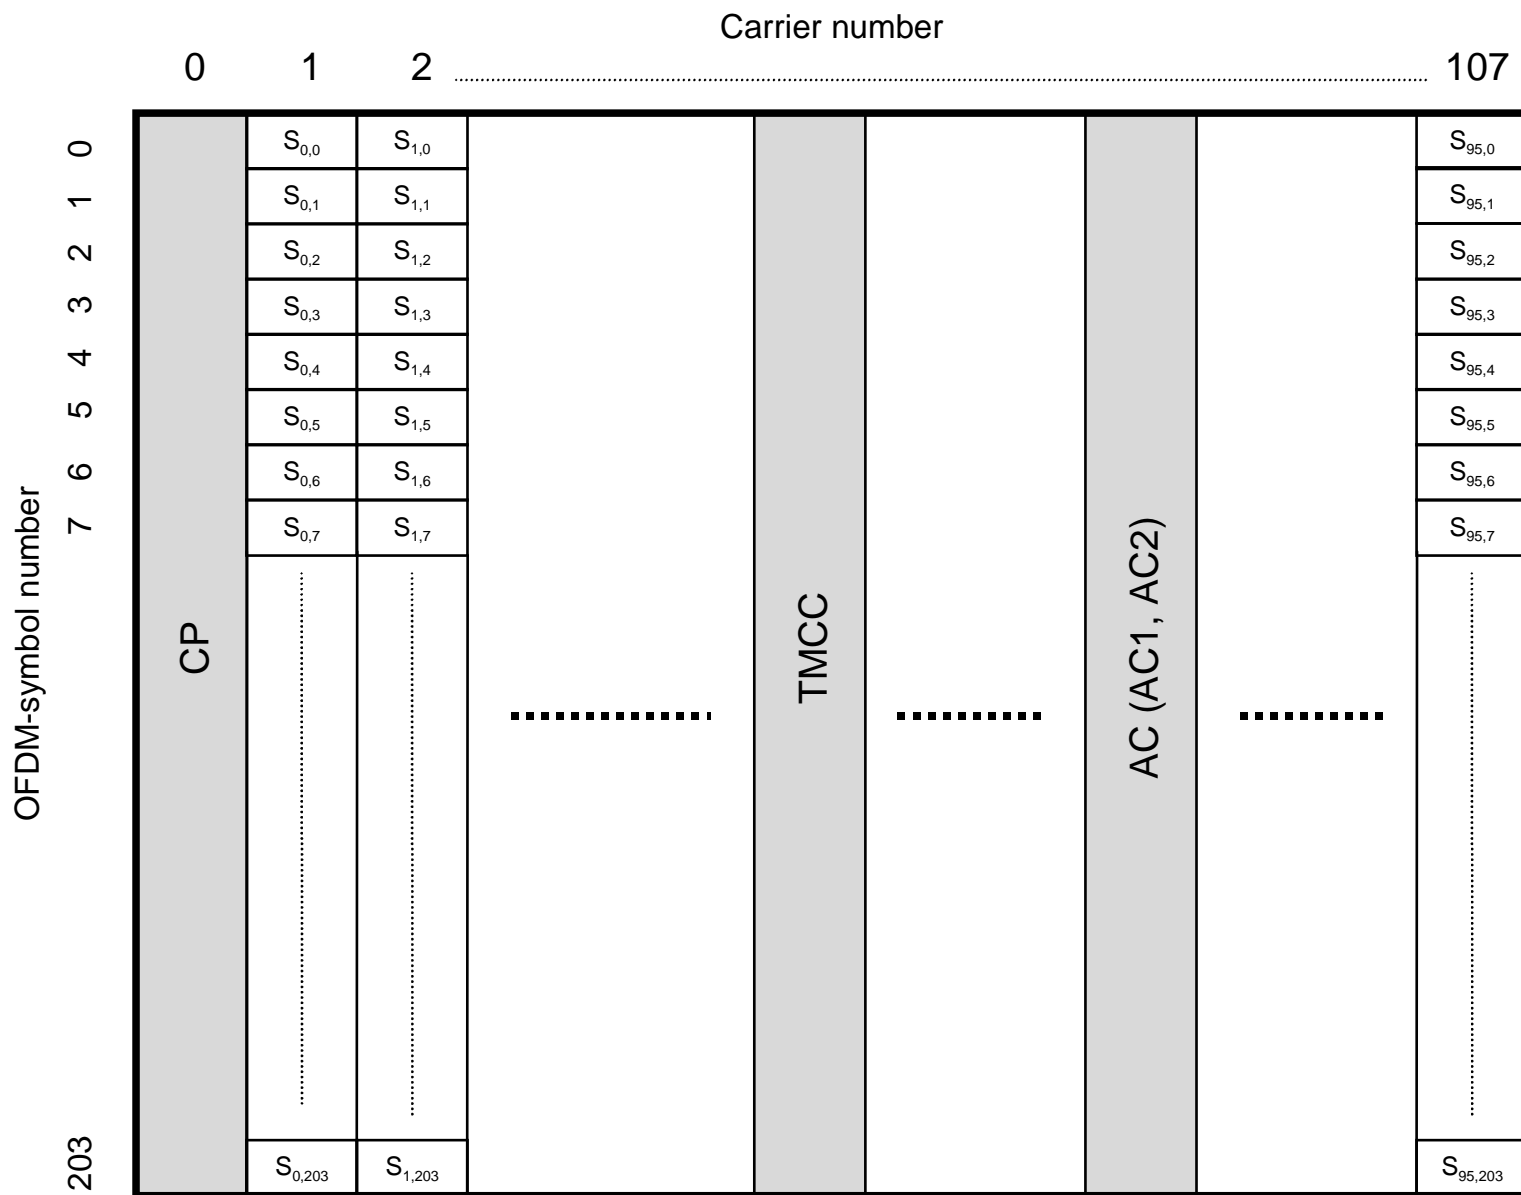 Carrier number
0 1 2 107
OFDM-symbol number
0 S0,0 S1,0 S95,0
1 S0,1 S1,1 S95,1
2 S0,2 S1,2 S95,2
3 S0,3 S1,3 S95,3
4 S0,4 S1,4 S95,4
5 S0,5 S1,5 S95,5
6 S0,6 S1,6 S95,6
7 S0,7 S1,7 S95,7
CP
TMCC
AC (AC1, AC2)
203 S0,203 S1,203 S95,203